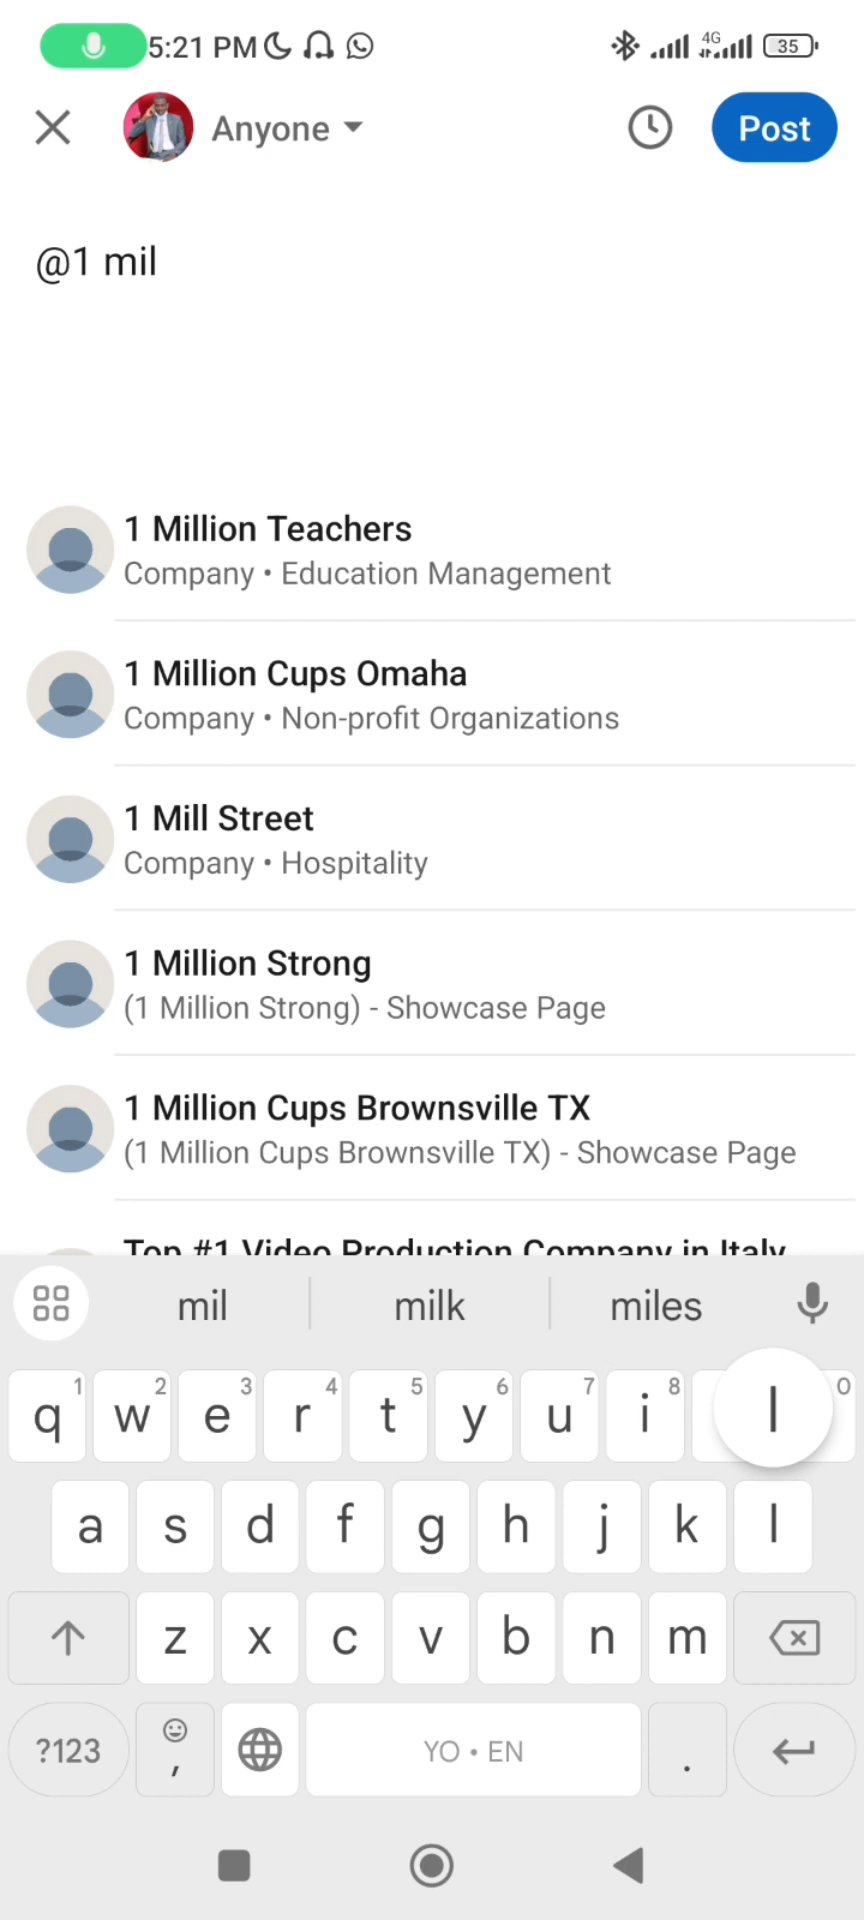 5:21 PM 4G 35
Anyone Post
@1 mil
1 Million Teachers
Company • Education Management
1 Million Cups Omaha
Company • Non-profit Organizations
1 Mill Street
Company • Hospitality
1 Million Strong
(1 Million Strong) - Showcase Page
1 Million Cups Brownsville TX
(1 Million Cups Brownsville TX) - Showcase Page
Top #1 Video Production Company in Italy
mil milk miles
q 1 w 2 e 3 r 4 t 5 y 6 u 7 i 8 l 0
a s d f g h j k l
z x c v b n m
?123 , YO • EN .